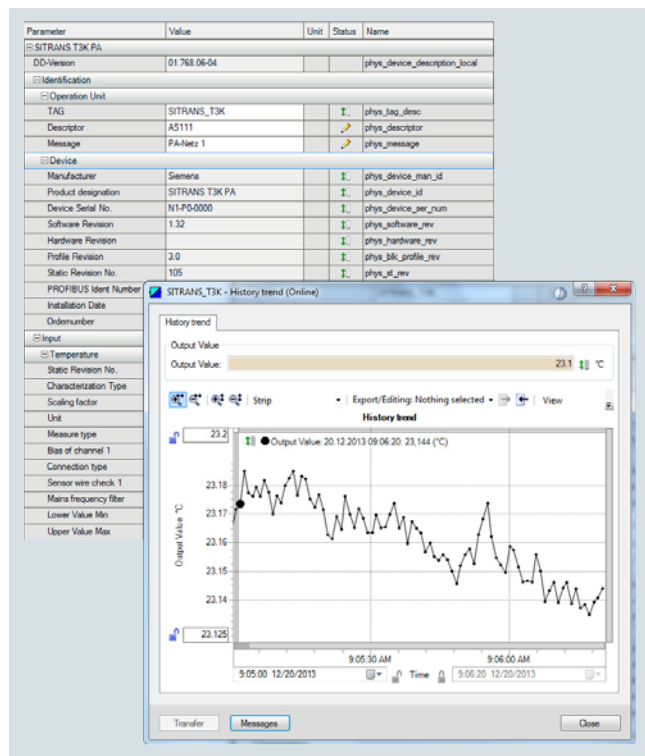 Parameter Value Unit Status Name
SITRANS T3K PA
DD-Version 01.768.06-04 phys_device_description_local
Identification
Operation Unit
TAG SITRANS_T3K phys_tag_desc
Descriptor AS111 phys_descriptor
Message PA-Netz 1 phys_message
Device
Manufacturer Siemens phys_device_man_id
Product designation SITRANS T3K PA phys_device_id
Device Serial No. N1-P0-0000 phys_device_ser_num
Software Revision 1.32 phys_software_rev
Hardware Revision phys_hardware_rev
Profile Revision 3.0 phys_blk_profile_rev
Static Revision No. 105 phys_st_rev
PROFIBUS Ident Number
Installation Date
Ordernumber
Input
Temperature
Static Revision No.
Characterization Type
Scaling factor
Unit
Measure type
Bias of channel 1
Connection type
Sensor wire check 1
Mains frequency filter
Lower Value Min
Upper Value Max
SITRANS_T3K - History trend (Online)
History trend
Output Value
Output Value: 23.1 °C
Strip Export/Editing: Nothing selected View
History trend
23.2
Output Value: 20.12.2013 09:06:20: 23,144 (°C)
23.18
23.17
23.16
23.15
23.14
23.125
Output Value °C
9:05:30 AM 9:06:00 AM
9:05:00 12/20/2013 Time 9:06:20 12/20/2013
Transfer Messages Close